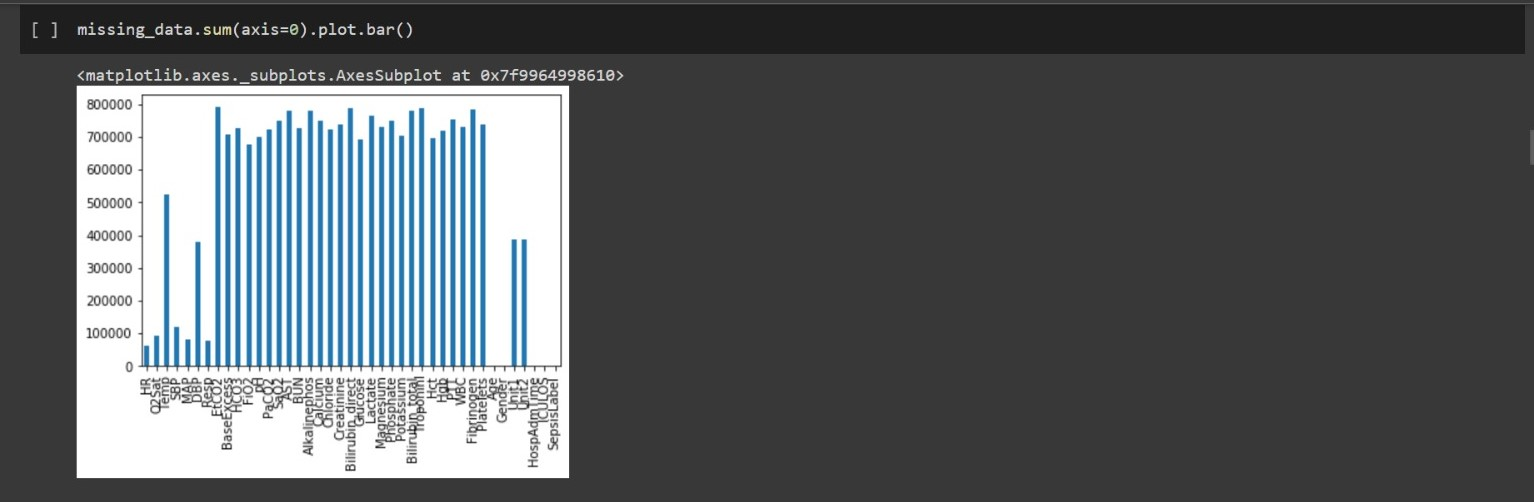 [ ] missing_data.sum(axis=0).plot.bar()
<matplotlib.axes._subplots.AxesSubplot at 0x7f9964998610>
800000
700000
600000
500000
400000
300000
200000
100000
0
HR
O2Sat
Temp
SBP
MAP
DBP
Resp
EtCO2
BaseExcess
HCO3
FiO2
pH
PaCO2
SaO2
AST
BUN
Alkalinephos
Calcium
Chloride
Creatinine
Bilirubin_direct
Glucose
Lactate
Magnesium
Phosphate
Potassium
Bilirubin_total
TroponinI
Hct
Hgb
PTT
WBC
Fibrinogen
Platelets
Age
Gender
Unit1
Unit2
HospAdmTime
ICULOS
SepsisLabel